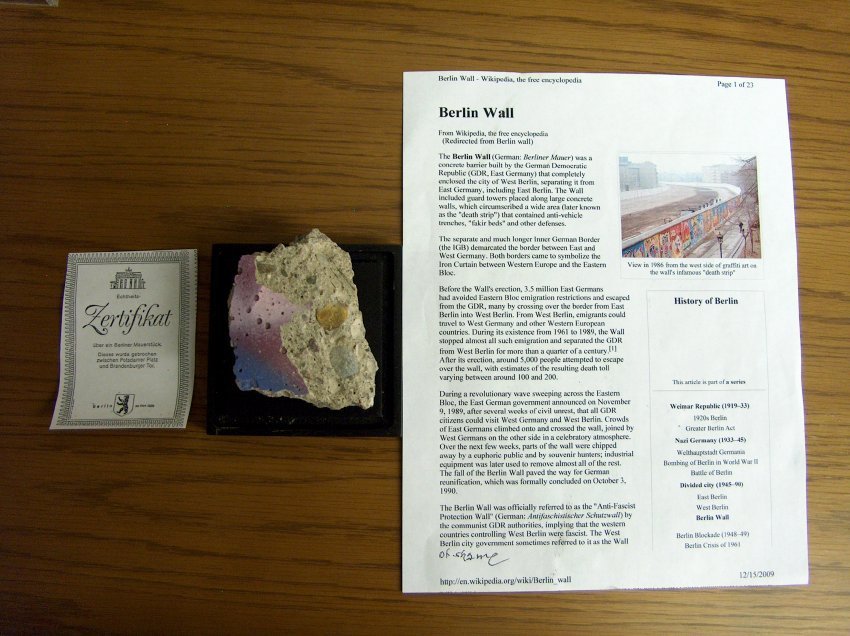 Echtheits-
Zertifikat
über ein Berliner Mauerstück.
Diese wurde gebrochen
zwischen Potsdamer Platz
und Brandenburger Tor.
berlin
Berlin Wall - Wikipedia, the free encyclopedia
Page 1 of 23
Berlin Wall
From Wikipedia, the free encyclopedia
(Redirected from Berlin wall)
The Berlin Wall (German: Berliner Mauer) was a
concrete barrier built by the German Democratic
Republic (GDR, East Germany) that completely
enclosed the city of West Berlin, separating it from
East Germany, including East Berlin. The Wall
included guard towers placed along large concrete
walls, which circumscribed a wide area (later known
as the "death strip") that contained anti-vehicle
trenches, "fakir beds" and other defenses.
The separate and much longer Inner German Border
(the IGB) demarcated the border between East and
West Germany. Both borders came to symbolize the
Iron Curtain between Western Europe and the Eastern
Bloc.
Before the Wall's erection, 3.5 million East Germans
had avoided Eastern Bloc emigration restrictions and escaped
from the GDR, many by crossing over the border from East
Berlin into West Berlin. From West Berlin, emigrants could
travel to West Germany and other Western European
countries. During its existence from 1961 to 1989, the Wall
stopped almost all such emigration and separated the GDR
from West Berlin for more than a quarter of a century.[1]
After its erection, around 5,000 people attempted to escape
over the wall, with estimates of the resulting death toll
varying between around 100 and 200.
During a revolutionary wave sweeping across the Eastern
Bloc, the East German government announced on November
9, 1989, after several weeks of civil unrest, that all GDR
citizens could visit West Germany and West Berlin. Crowds
of East Germans climbed onto and crossed the wall, joined by
West Germans on the other side in a celebratory atmosphere.
Over the next few weeks, parts of the wall were chipped
away by a euphoric public and by souvenir hunters; industrial
equipment was later used to remove almost all of the rest.
The fall of the Berlin Wall paved the way for German
reunification, which was formally concluded on October 3,
1990.
The Berlin Wall was officially referred to as the "Anti-Fascist
Protection Wall" (German: Antifaschistischer Schutzwall) by
the communist GDR authorities, implying that the western
countries controlling West Berlin were fascist. The West
Berlin city government sometimes referred to it as the Wall
of shame
View in 1986 from the west side of graffiti art on
the wall's infamous "death strip"
History of Berlin
This article is part of a series
Weimar Republic (1919–33)
1920s Berlin
Greater Berlin Act
Nazi Germany (1933–45)
Welthauptstadt Germania
Bombing of Berlin in World War II
Battle of Berlin
Divided city (1945–90)
East Berlin
West Berlin
Berlin Wall
Berlin Blockade (1948–49)
Berlin Crisis of 1961
http://en.wikipedia.org/wiki/Berlin_wall
12/15/2009